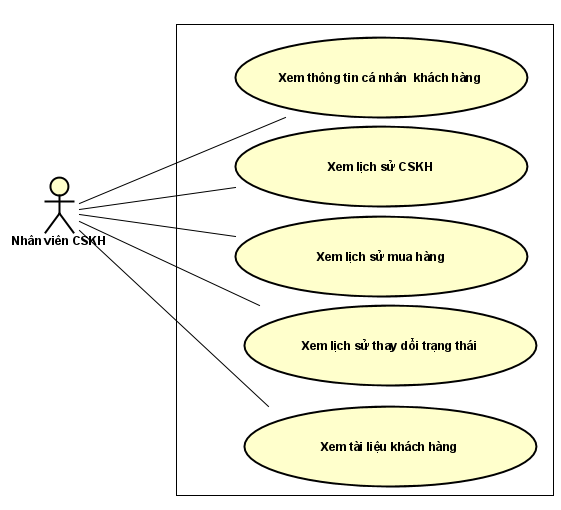 Xem thông tin cá nhân khách hàng
Xem lịch sử CSKH
Nhân viên CSKH
Xem lịch sử mua hàng
Xem lịch sử thay dổi trạng thái
Xem tài liệu khách hàng